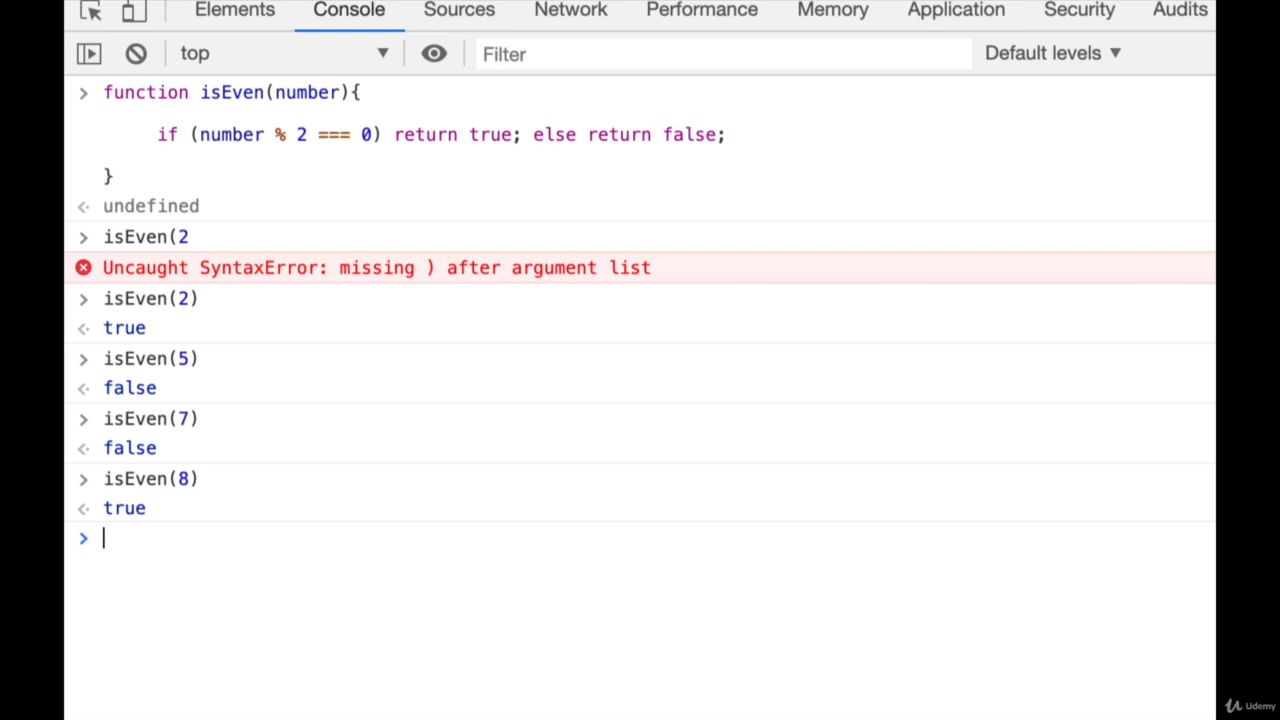 Elements Console Sources Network Performance Memory Application Security Audits
top ▼ Filter Default levels ▼
> function isEven(number){
if (number % 2 === 0) return true; else return false;
}
undefined
> isEven(2
Uncaught SyntaxError: missing ) after argument list
> isEven(2)
true
> isEven(5)
false
> isEven(7)
false
> isEven(8)
true
>
Udemy